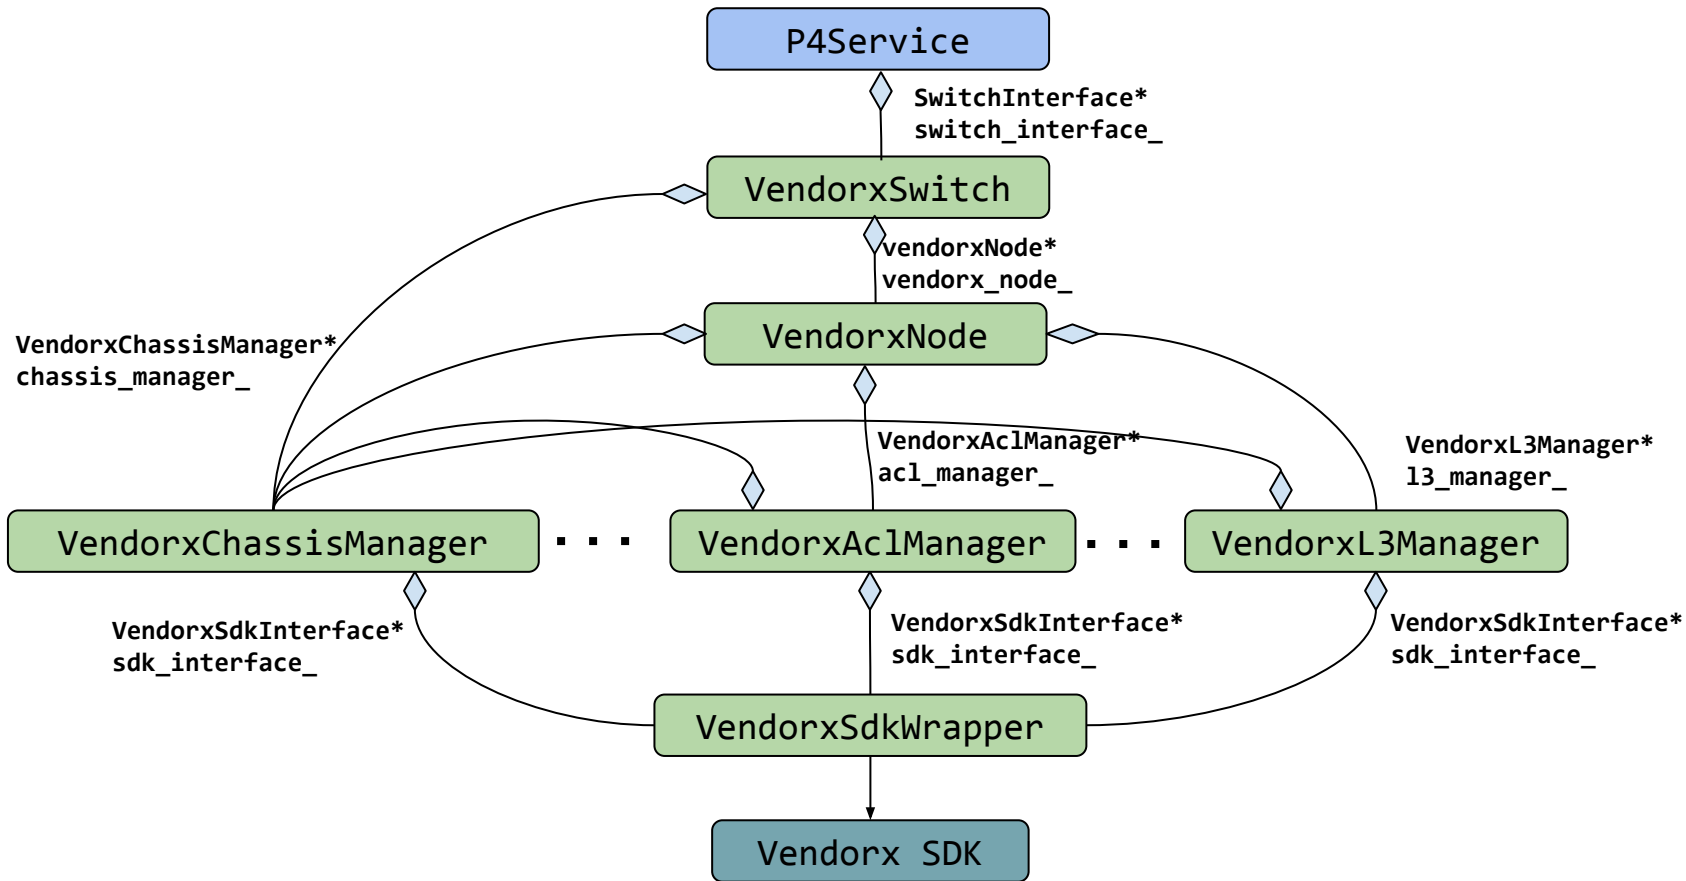 P4Service
SwitchInterface*
switch_interface_
VendorxSwitch
vendorxNode*
vendorx_node_
VendorxNode
VendorxChassisManager*
chassis_manager_
VendorxAclManager*
acl_manager_
VendorxL3Manager*
l3_manager_
VendorxChassisManager
...
VendorxAclManager
...
VendorxL3Manager
VendorxSdkInterface*
sdk_interface_
VendorxSdkInterface*
sdk_interface_
VendorxSdkInterface*
sdk_interface_
VendorxSdkWrapper
Vendorx SDK